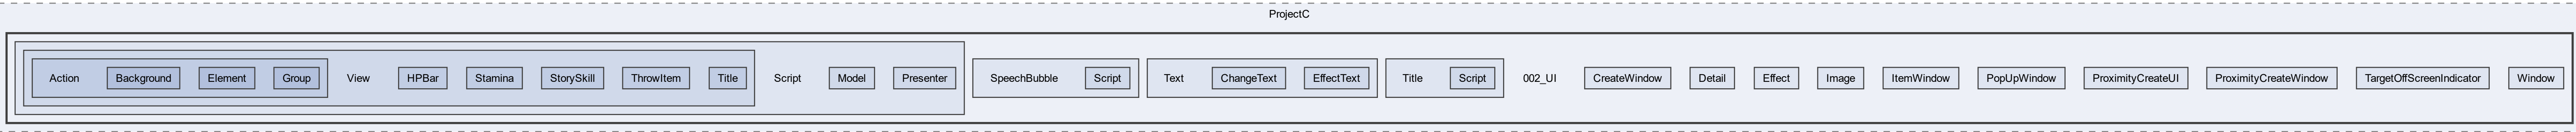 ProjectC
Action Background Element Group View HPBar Stamina StorySkill ThrowItem Title Script Model Presenter SpeechBubble Script Text ChangeText EffectText Title Script 002_UI CreateWindow Detail Effect Image ItemWindow PopUpWindow ProximityCreateUI ProximityCreateWindow TargetOffScreenIndicator Window